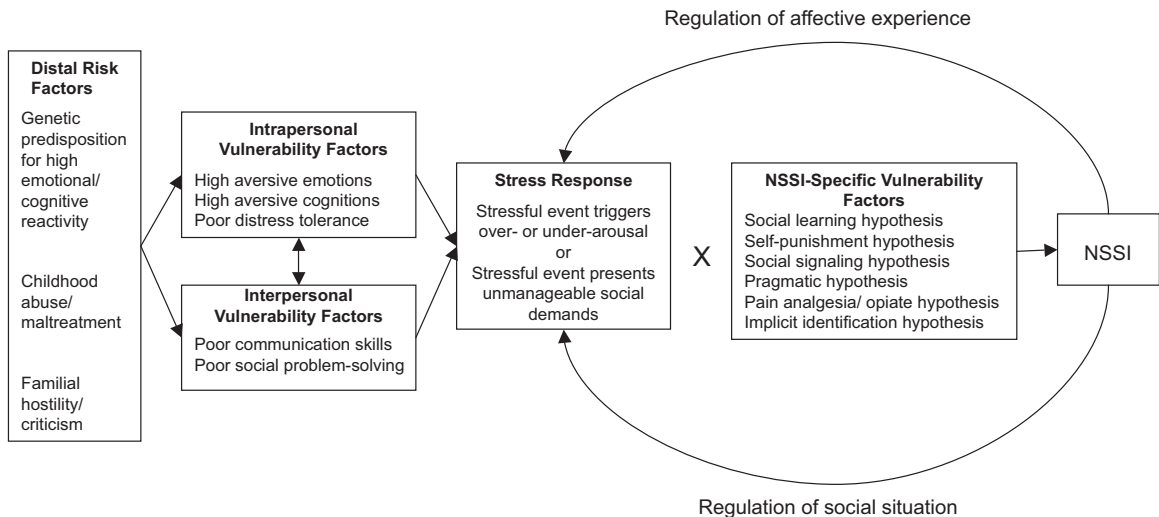 Regulation of affective experience
Distal Risk
Factors
Genetic
predisposition
for high
emotional/
cognitive
reactivity
Childhood
abuse/
maltreatment
Familial
hostility/
criticism
Intrapersonal
Vulnerability Factors
High aversive emotions
High aversive cognitions
Poor distress tolerance
Interpersonal
Vulnerability Factors
Poor communication skills
Poor social problem-solving
Stress Response
Stressful event triggers
over- or under-arousal
or
Stressful event presents
unmanageable social
demands
X
NSSI-Specific Vulnerability
Factors
Social learning hypothesis
Self-punishment hypothesis
Social signaling hypothesis
Pragmatic hypothesis
Pain analgesia/ opiate hypothesis
Implicit identification hypothesis
NSSI
Regulation of social situation